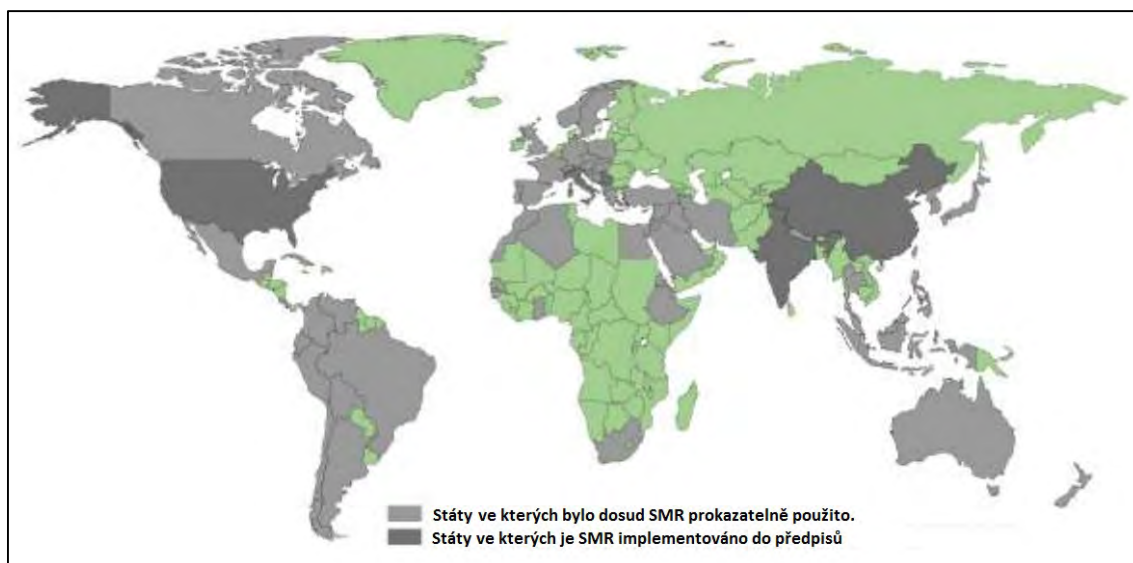 Státy ve kterých bylo dosud SMR prokazatelně použito.
Státy ve kterých je SMR implementováno do předpisů